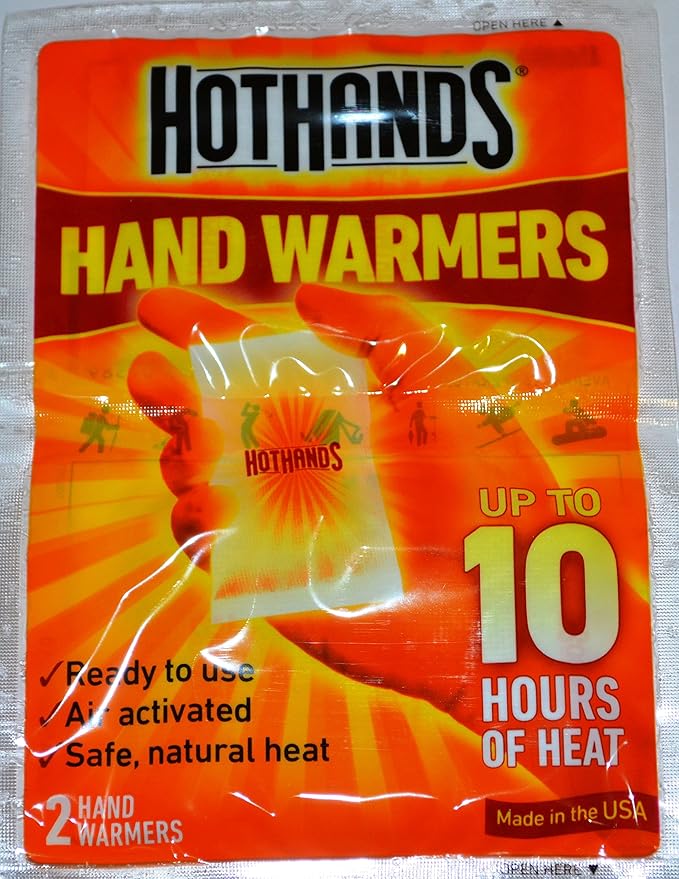 OPEN HERE ▲
HOTHANDS®
HAND WARMERS
HOTHANDS
UP TO
10
HOURS
OF HEAT
✓Ready to use
✓Air activated
✓Safe, natural heat
2 HAND
WARMERS
Made in the USA
OPEN HERE ▼